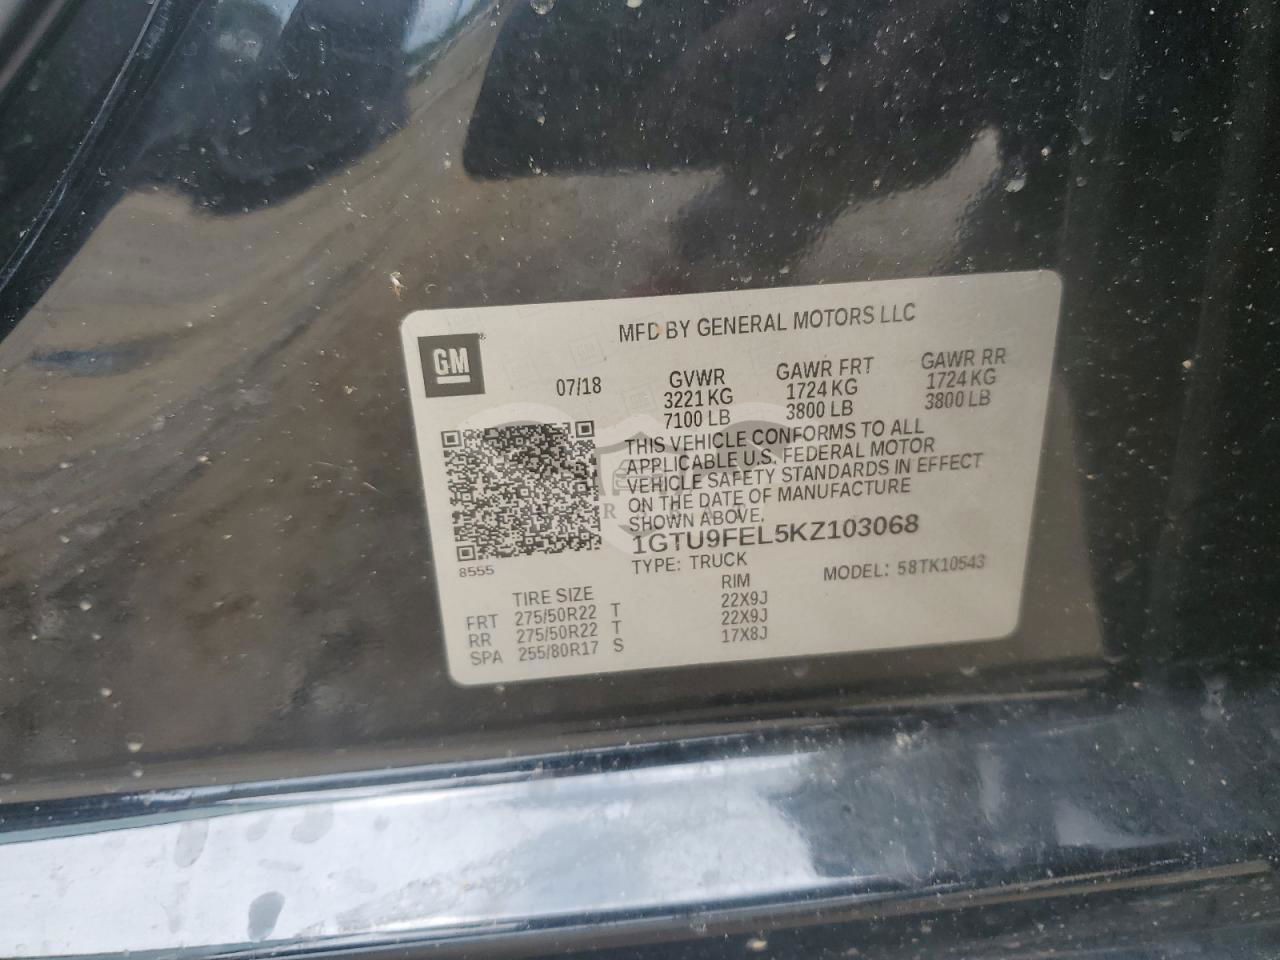 MFD BY GENERAL MOTORS LLC
GM
07/18
GVWR GAWR FRT GAWR RR
3221 KG 1724 KG 1724 KG
7100 LB 3800 LB 3800 LB
THIS VEHICLE CONFORMS TO ALL
APPLICABLE U.S. FEDERAL MOTOR
VEHICLE SAFETY STANDARDS IN EFFECT
ON THE DATE OF MANUFACTURE
SHOWN ABOVE.
1GTU9FEL5KZ103068
8555
TYPE: TRUCK MODEL: 58TK10543
TIRE SIZE RIM
FRT 275/50R22 T 22X9J
RR 275/50R22 T 22X9J
SPA 255/80R17 S 17X8J